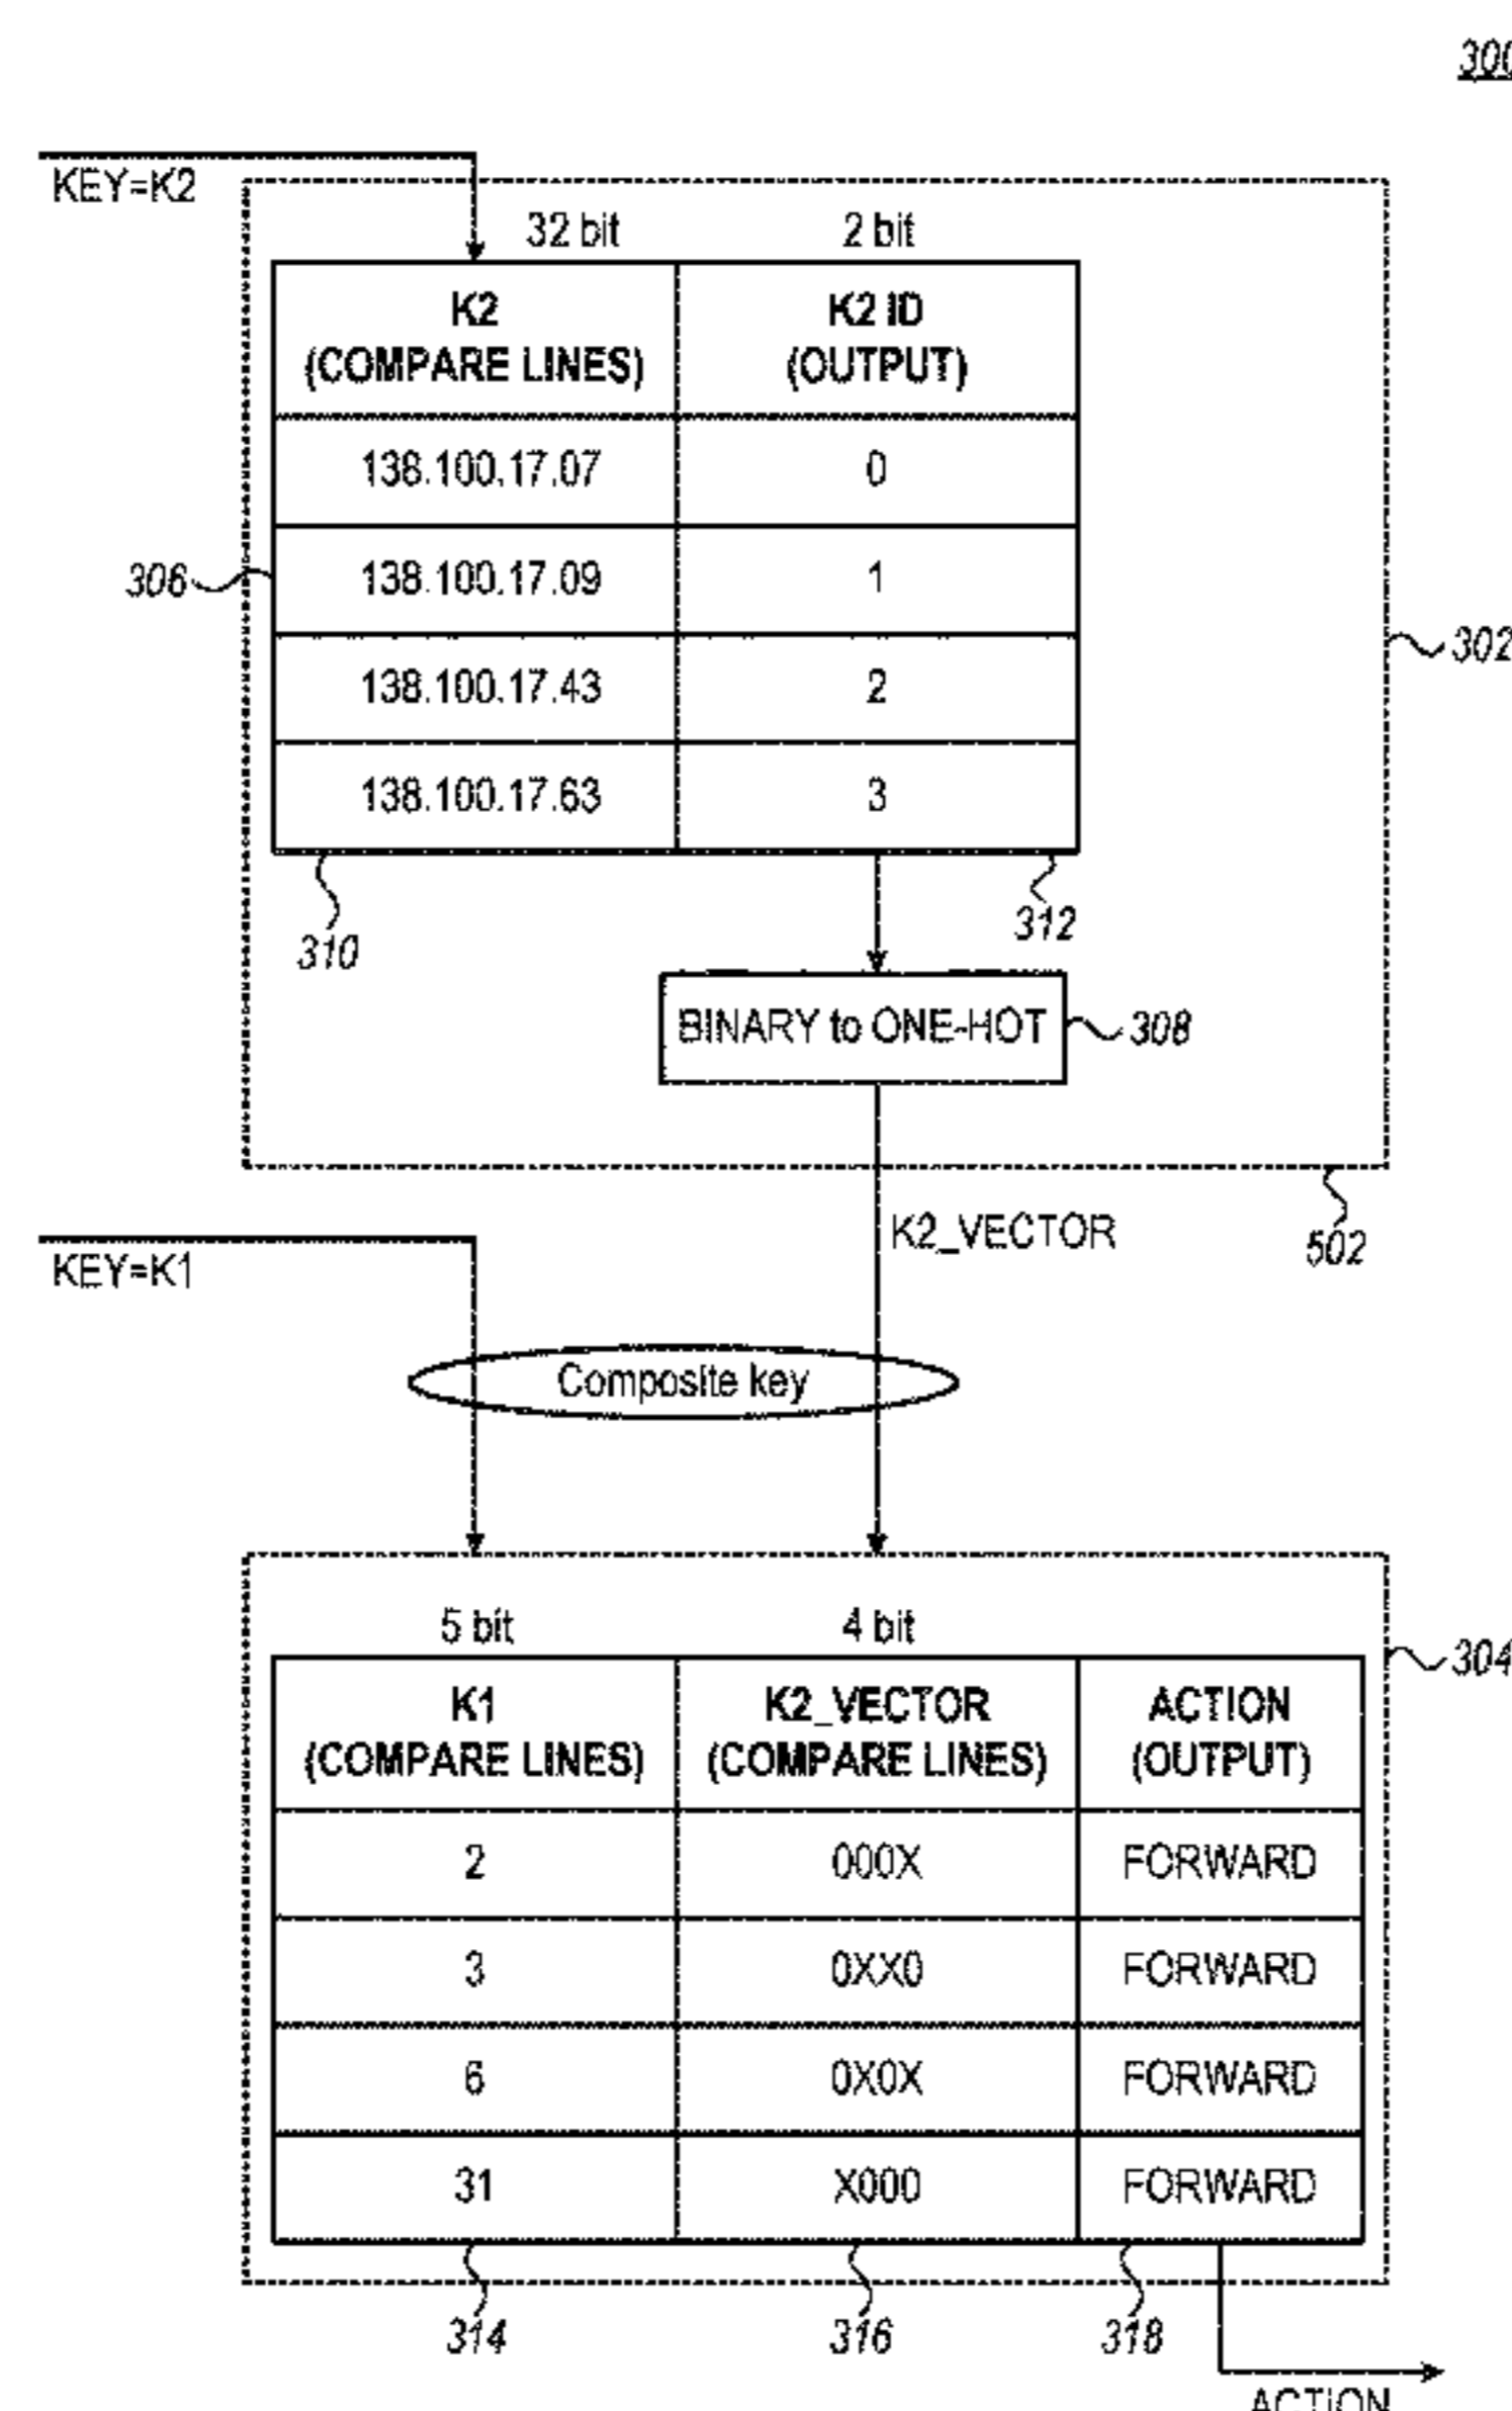 300
KEY=K2
32 bit 2 bit
K2 K2 ID
(COMPARE LINES) (OUTPUT)
138.100.17.07 0
306 138.100.17.09 1
302
138.100.17.43 2
138.100.17.63 3
310 312
BINARY to ONE-HOT 308
K2_VECTOR
502
KEY=K1
Composite key
5 bit 4 bit
304
K1 K2_VECTOR ACTION
(COMPARE LINES) (COMPARE LINES) (OUTPUT)
2 000X FORWARD
3 0XX0 FORWARD
6 0X0X FORWARD
31 X000 FORWARD
314 316 318
ACTION